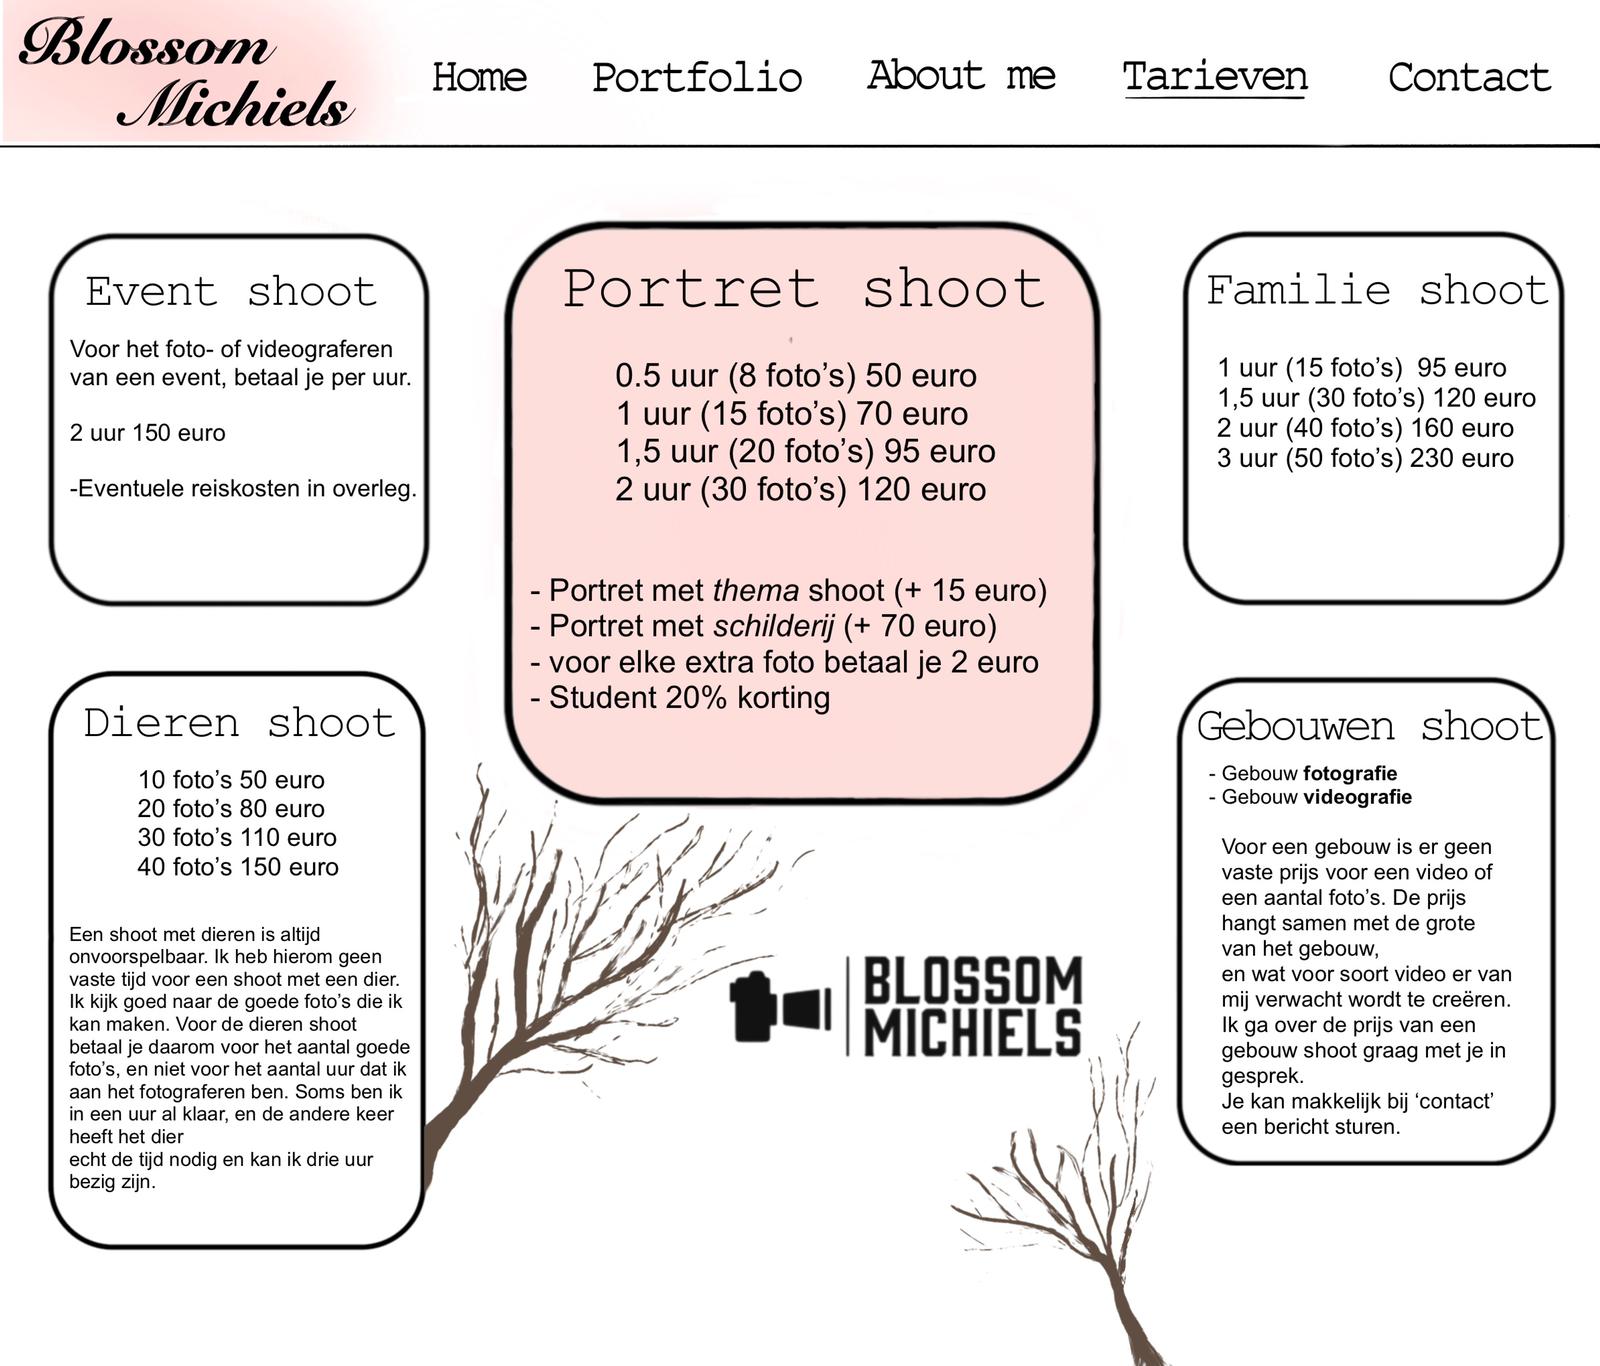 Blossom
Michiels
Home
Portfolio
About me
Tarieven
Contact
Event shoot
Voor het foto- of videograferen
van een event, betaal je per uur.
2 uur 150 euro
-Eventuele reiskosten in overleg.
Portret shoot
0.5 uur (8 foto’s) 50 euro
1 uur (15 foto’s) 70 euro
1,5 uur (20 foto’s) 95 euro
2 uur (30 foto’s) 120 euro
- Portret met thema shoot (+ 15 euro)
- Portret met schilderij (+ 70 euro)
- voor elke extra foto betaal je 2 euro
- Student 20% korting
Familie shoot
1 uur (15 foto’s)  95 euro
1,5 uur (30 foto’s) 120 euro
2 uur (40 foto’s) 160 euro
3 uur (50 foto’s) 230 euro
Dieren shoot
10 foto’s 50 euro
20 foto’s 80 euro
30 foto’s 110 euro
40 foto’s 150 euro
Een shoot met dieren is altijd
onvoorspelbaar. Ik heb hierom geen
vaste tijd voor een shoot met een dier.
Ik kijk goed naar de goede foto’s die ik
kan maken. Voor de dieren shoot
betaal je daarom voor het aantal goede
foto’s, en niet voor het aantal uur dat ik
aan het fotograferen ben. Soms ben ik
in een uur al klaar, en de andere keer
heeft het dier
echt de tijd nodig en kan ik drie uur
bezig zijn.
BLOSSOM
MICHIELS
Gebouwen shoot
- Gebouw fotografie
- Gebouw videografie
Voor een gebouw is er geen
vaste prijs voor een video of
een aantal foto’s. De prijs
hangt samen met de grote
van het gebouw,
en wat voor soort video er van
mij verwacht wordt te creëren.
Ik ga over de prijs van een
gebouw shoot graag met je in
gesprek.
Je kan makkelijk bij ‘contact’
een bericht sturen.